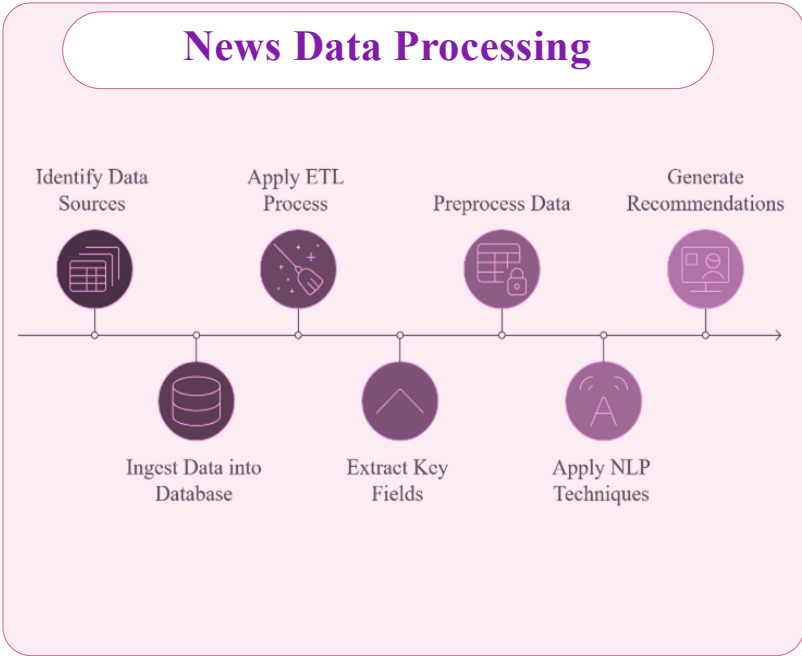 News Data Processing
Identify Data
Sources
Apply ETL
Process
Preprocess Data
Generate
Recommendations
Ingest Data into
Database
Extract Key
Fields
Apply NLP
Techniques